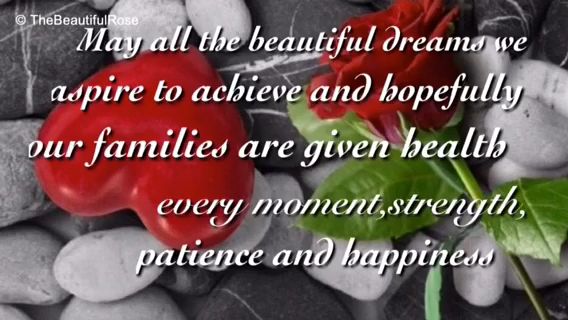 © TheBeautifulRose
May all the beautiful dreams we
aspire to achieve and hopefully
our families are given health
every moment,strength,
patience and happiness